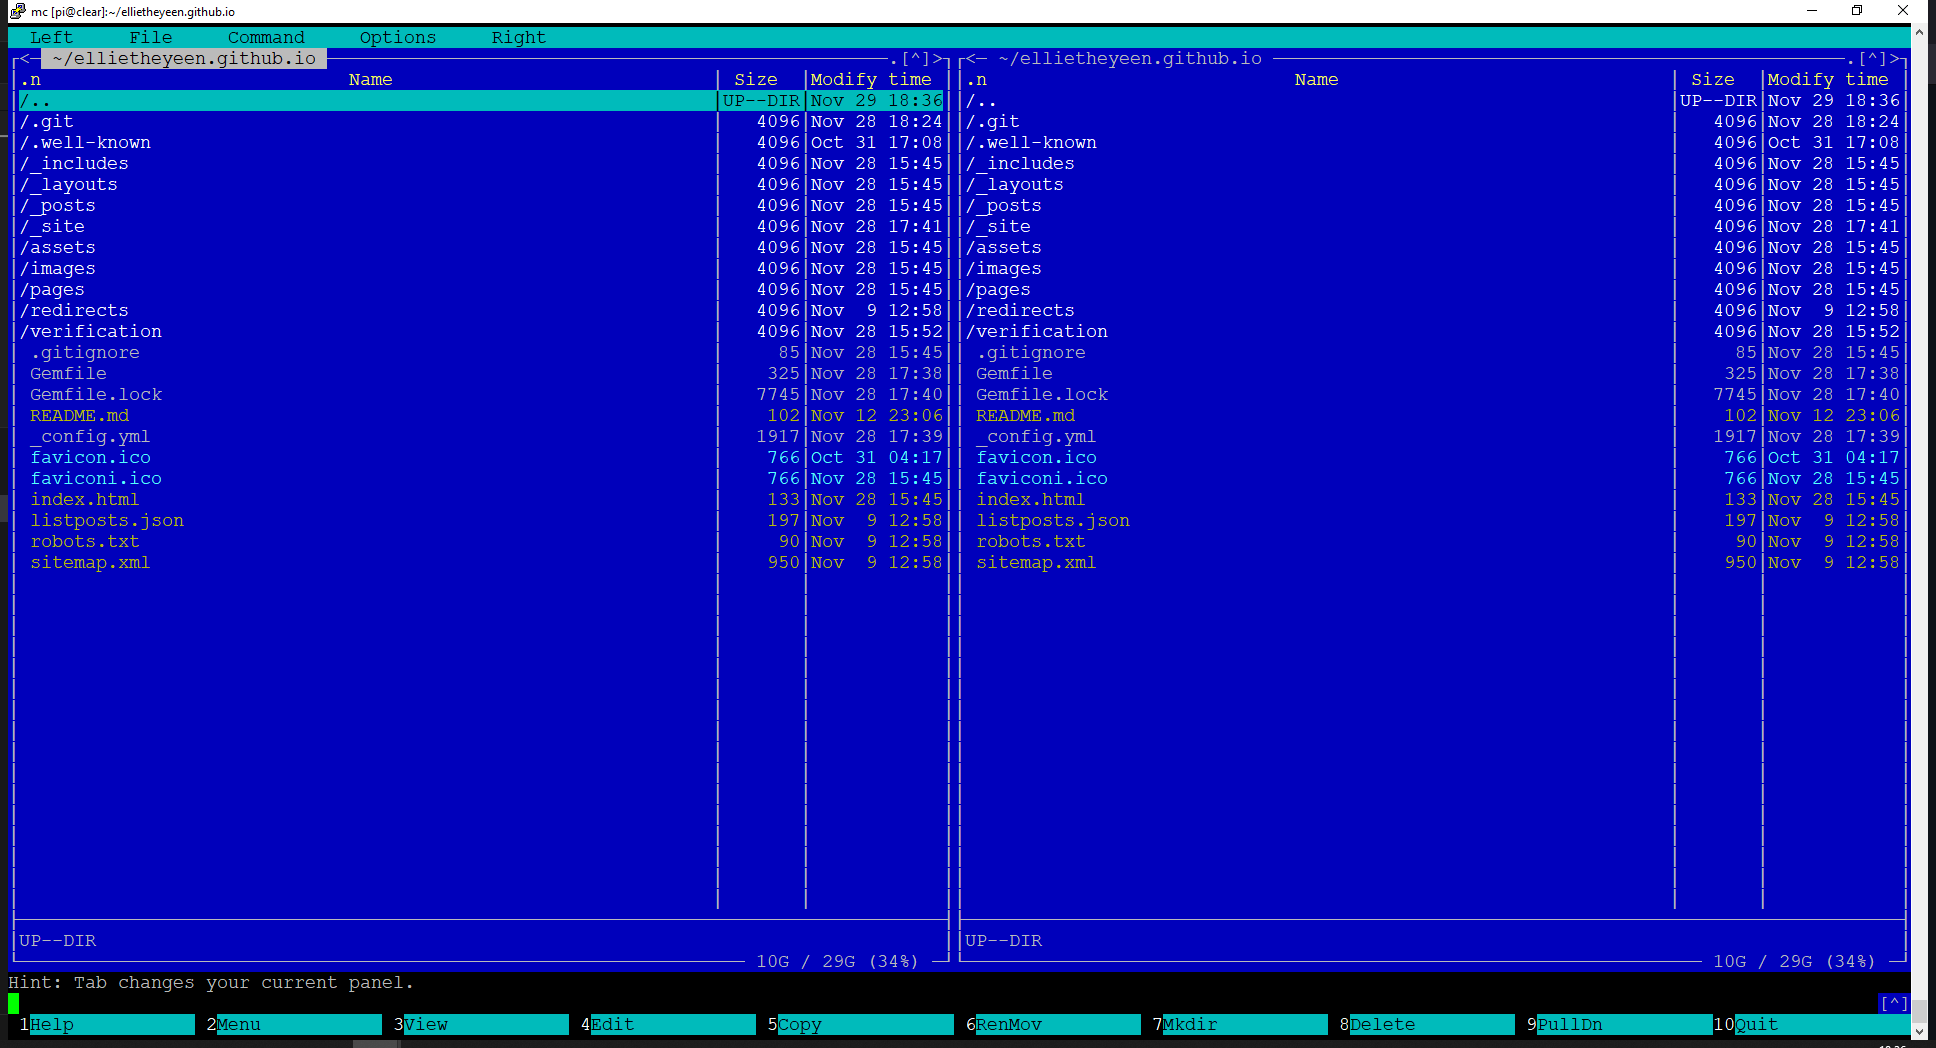 mc [pi@clear]:~/ellietheyeen.github.io
Left File Command Options Right
<─ ~/ellietheyeen.github.io .[^]> <─ ~/ellietheyeen.github.io .[^]>
.n Name Size Modify time .n Name Size Modify time
/.. UP--DIR Nov 29 18:36 /.. UP--DIR Nov 29 18:36
/.git 4096 Nov 28 18:24 /.git 4096 Nov 28 18:24
/.well-known 4096 Oct 31 17:08 /.well-known 4096 Oct 31 17:08
/_includes 4096 Nov 28 15:45 /_includes 4096 Nov 28 15:45
/_layouts 4096 Nov 28 15:45 /_layouts 4096 Nov 28 15:45
/_posts 4096 Nov 28 15:45 /_posts 4096 Nov 28 15:45
/_site 4096 Nov 28 17:41 /_site 4096 Nov 28 17:41
/assets 4096 Nov 28 15:45 /assets 4096 Nov 28 15:45
/images 4096 Nov 28 15:45 /images 4096 Nov 28 15:45
/pages 4096 Nov 28 15:45 /pages 4096 Nov 28 15:45
/redirects 4096 Nov 9 12:58 /redirects 4096 Nov 9 12:58
/verification 4096 Nov 28 15:52 /verification 4096 Nov 28 15:52
.gitignore 85 Nov 28 15:45 .gitignore 85 Nov 28 15:45
Gemfile 325 Nov 28 17:38 Gemfile 325 Nov 28 17:38
Gemfile.lock 7745 Nov 28 17:40 Gemfile.lock 7745 Nov 28 17:40
README.md 102 Nov 12 23:06 README.md 102 Nov 12 23:06
_config.yml 1917 Nov 28 17:39 _config.yml 1917 Nov 28 17:39
favicon.ico 766 Oct 31 04:17 favicon.ico 766 Oct 31 04:17
faviconi.ico 766 Nov 28 15:45 faviconi.ico 766 Nov 28 15:45
index.html 133 Nov 28 15:45 index.html 133 Nov 28 15:45
listposts.json 197 Nov 9 12:58 listposts.json 197 Nov 9 12:58
robots.txt 90 Nov 9 12:58 robots.txt 90 Nov 9 12:58
sitemap.xml 950 Nov 9 12:58 sitemap.xml 950 Nov 9 12:58
UP--DIR UP--DIR
10G / 29G (34%) 10G / 29G (34%)
Hint: Tab changes your current panel.
[^]
1Help 2Menu 3View 4Edit 5Copy 6RenMov 7Mkdir 8Delete 9PullDn 10Quit